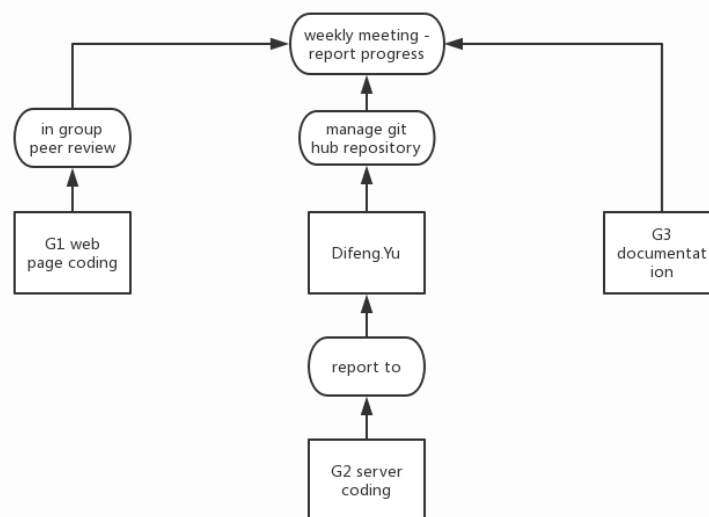 weekly meeting -
report progress
in group
peer review
manage git
hub repository
G1 web
page coding
Difeng.Yu
G3
documentat
ion
report to
G2 server
coding